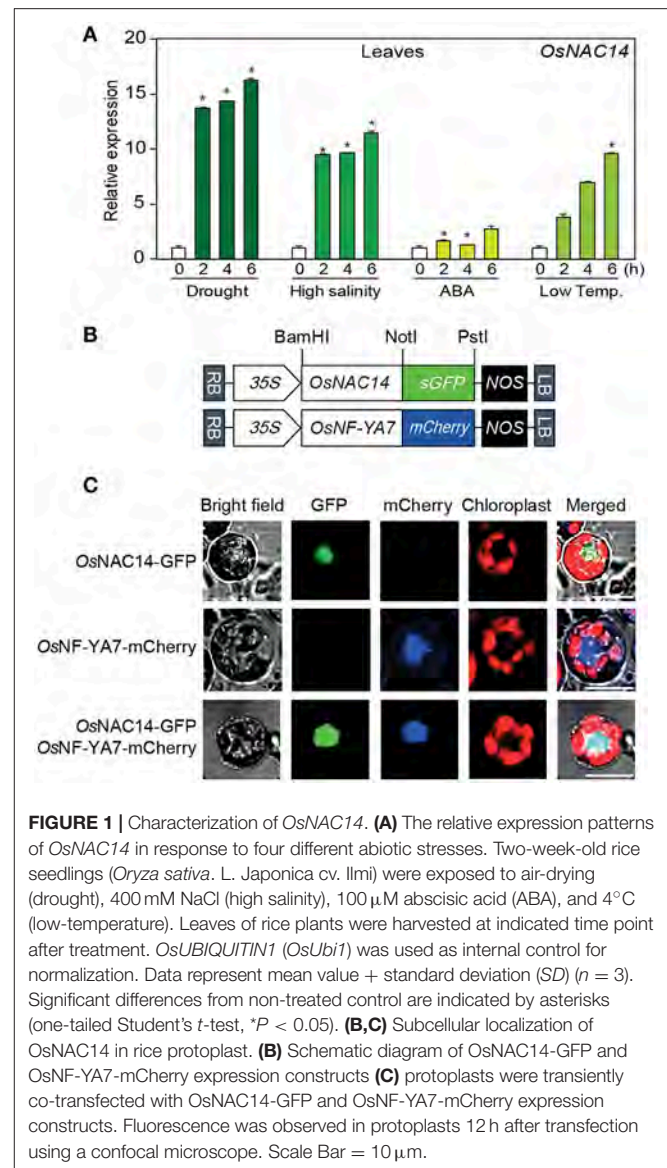 A
20
Leaves
OsNAC14
15
10
5
0
Relative expression
* * *
* * *
* *
*
0 2 4 6 0 2 4 6 0 2 4 6 0 2 4 6 (h)
Drought High salinity ABA Low Temp.
B
BamHI NotI PstI
RB 35S OsNAC14 sGFP NOS LB
RB 35S OsNF-YA7 mCherry NOS LB
C
Bright field GFP mCherry Chloroplast Merged
OsNAC14-GFP
OsNF-YA7-mCherry
OsNAC14-GFP
OsNF-YA7-mCherry
FIGURE 1 | Characterization of OsNAC14. (A) The relative expression patterns
of OsNAC14 in response to four different abiotic stresses. Two-week-old rice
seedlings (Oryza sativa. L. Japonica cv. Ilmi) were exposed to air-drying
(drought), 400 mM NaCl (high salinity), 100 μM abscisic acid (ABA), and 4°C
(low-temperature). Leaves of rice plants were harvested at indicated time point
after treatment. OsUBIQUITIN1 (OsUbi1) was used as internal control for
normalization. Data represent mean value + standard deviation (SD) (n = 3).
Significant differences from non-treated control are indicated by asterisks
(one-tailed Student's t-test, *P < 0.05). (B,C) Subcellular localization of
OsNAC14 in rice protoplast. (B) Schematic diagram of OsNAC14-GFP and
OsNF-YA7-mCherry expression constructs (C) protoplasts were transiently
co-transfected with OsNAC14-GFP and OsNF-YA7-mCherry expression
constructs. Fluorescence was observed in protoplasts 12 h after transfection
using a confocal microscope. Scale Bar = 10 μm.